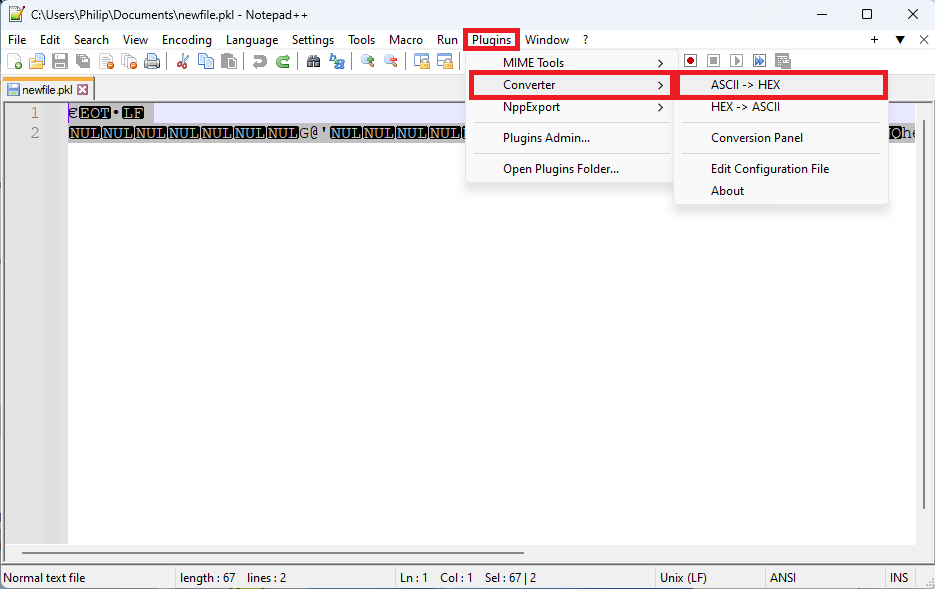 C:\Users\Philip\Documents\newfile.pkl - Notepad++
File Edit Search View Encoding Language Settings Tools Macro Run Plugins Window ?
newfile.pkl
MIME Tools
Converter
NppExport
Plugins Admin...
Open Plugins Folder...
ASCII -> HEX
HEX -> ASCII
Conversion Panel
Edit Configuration File
About
1 €EOT•LF
2 NULNULNULNULNULNULNULG@'NULNULNULNUL he
Normal text file length : 67 lines : 2 Ln : 1 Col : 1 Sel : 67 | 2 Unix (LF) ANSI INS